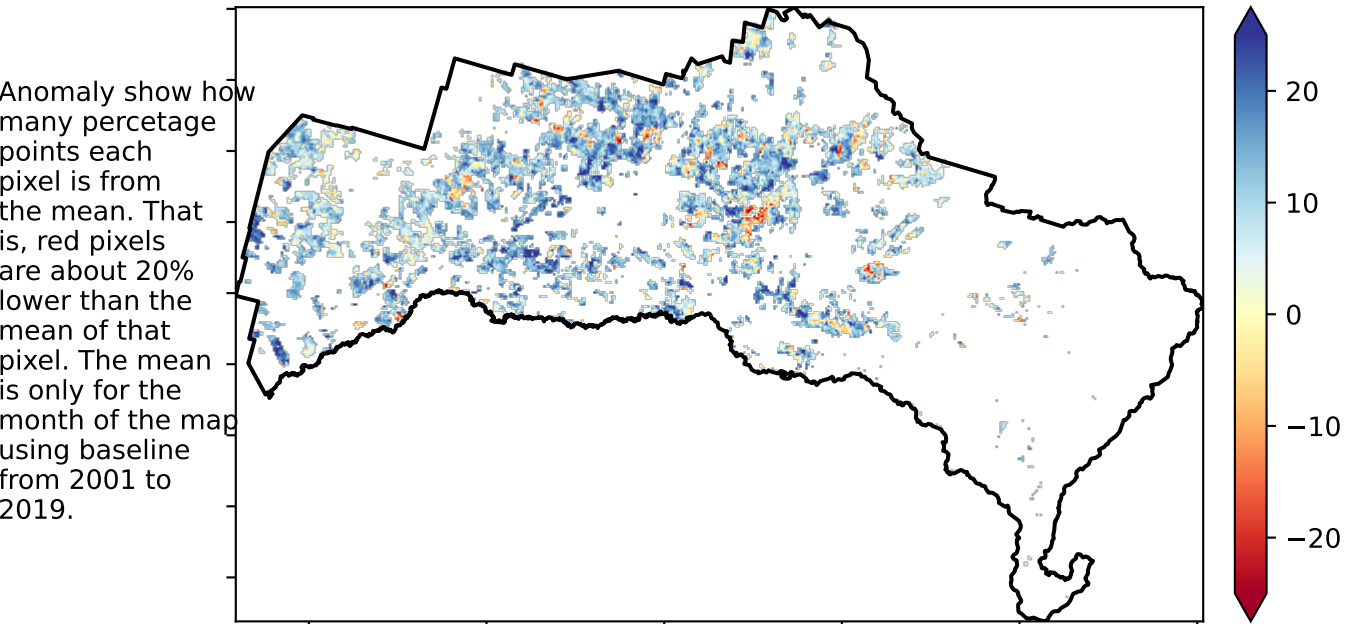 Anomaly show how
many percetage
points each
pixel is from
the mean. That
is, red pixels
are about 20%
lower than the
mean of that
pixel. The mean
is only for the
month of the map
using baseline
from 2001 to
2019.
20
10
0
−10
−20